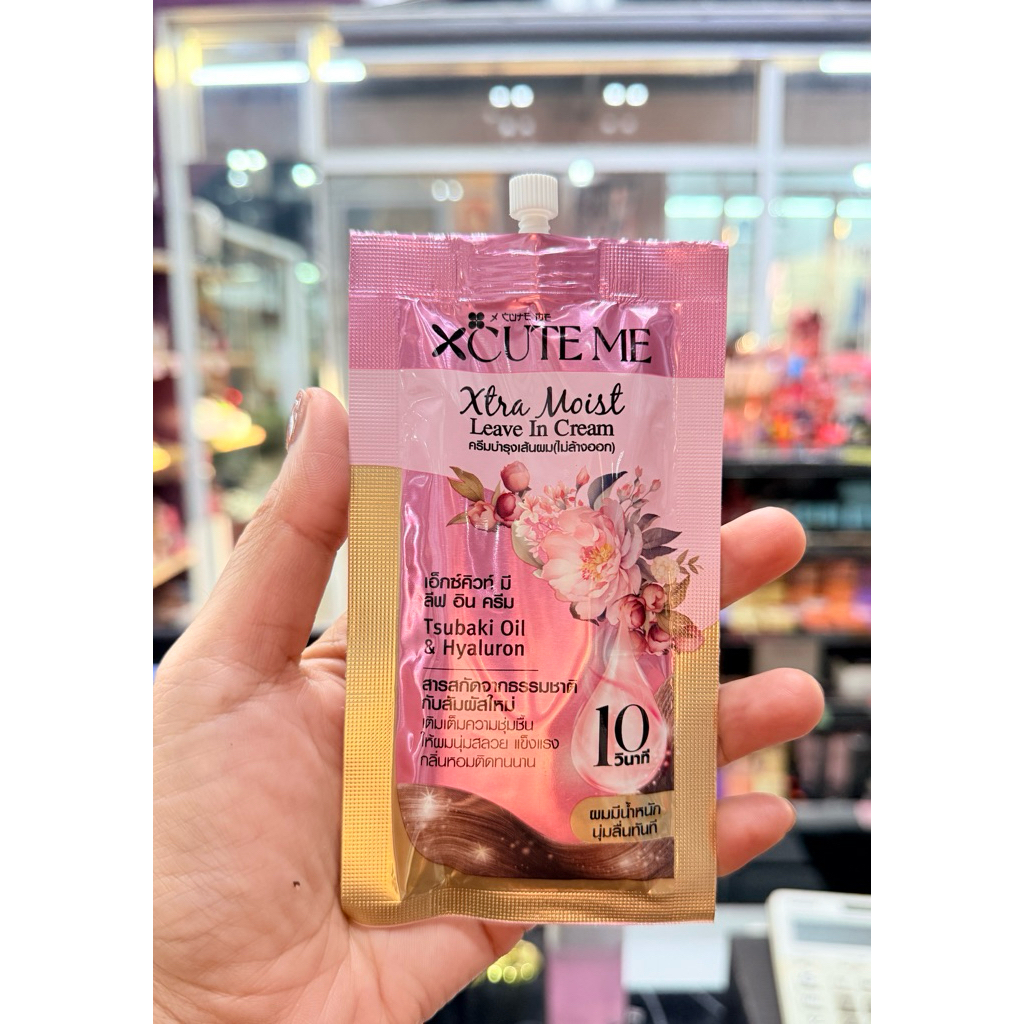 X CUTE ME
XCUTE ME
Xtra Moist
Leave In Cream
ครีมบำรุงเส้นผม(ไม่ล้างออก)
เอ็กซ์คิวท์ มี
ลีฟ อิน ครีม
Tsubaki Oil
& Hyaluron
สารสกัดจากธรรมชาติ
กับสัมผัสใหม่
เติมเต็มความชุ่มชื้น
ให้ผมนุ่มสลวย แข็งแรง
กลิ่นหอมติดทนนาน
10
วินาที
ผมมีน้ำหนัก
นุ่มลื่นทันที